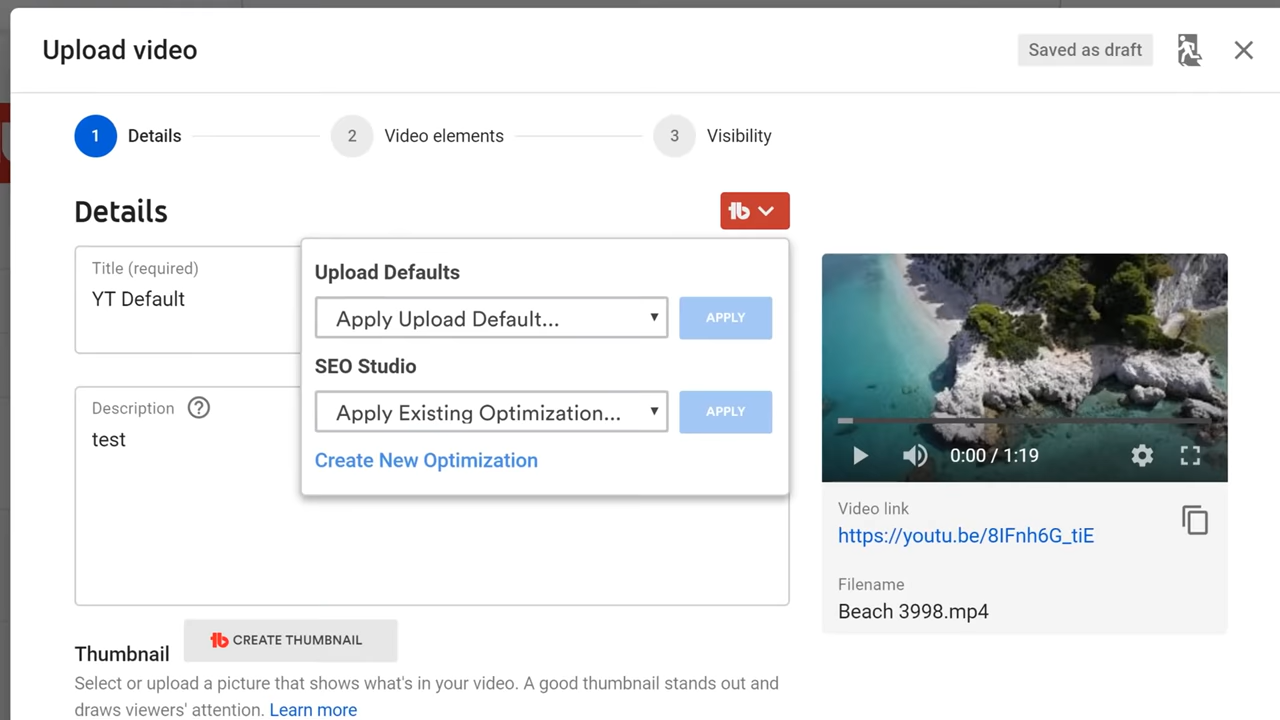 Upload video
Saved as draft
1 Details
2 Video elements
3 Visibility
Details
tb
Title (required)
YT Default
Upload Defaults
Apply Upload Default...
APPLY
SEO Studio
Apply Existing Optimization...
APPLY
Create New Optimization
Description ?
test
0:00 / 1:19
Video link
https://youtu.be/8IFnh6G_tiE
Filename
Beach 3998.mp4
Thumbnail
tb CREATE THUMBNAIL
Select or upload a picture that shows what's in your video. A good thumbnail stands out and
draws viewers' attention. Learn more